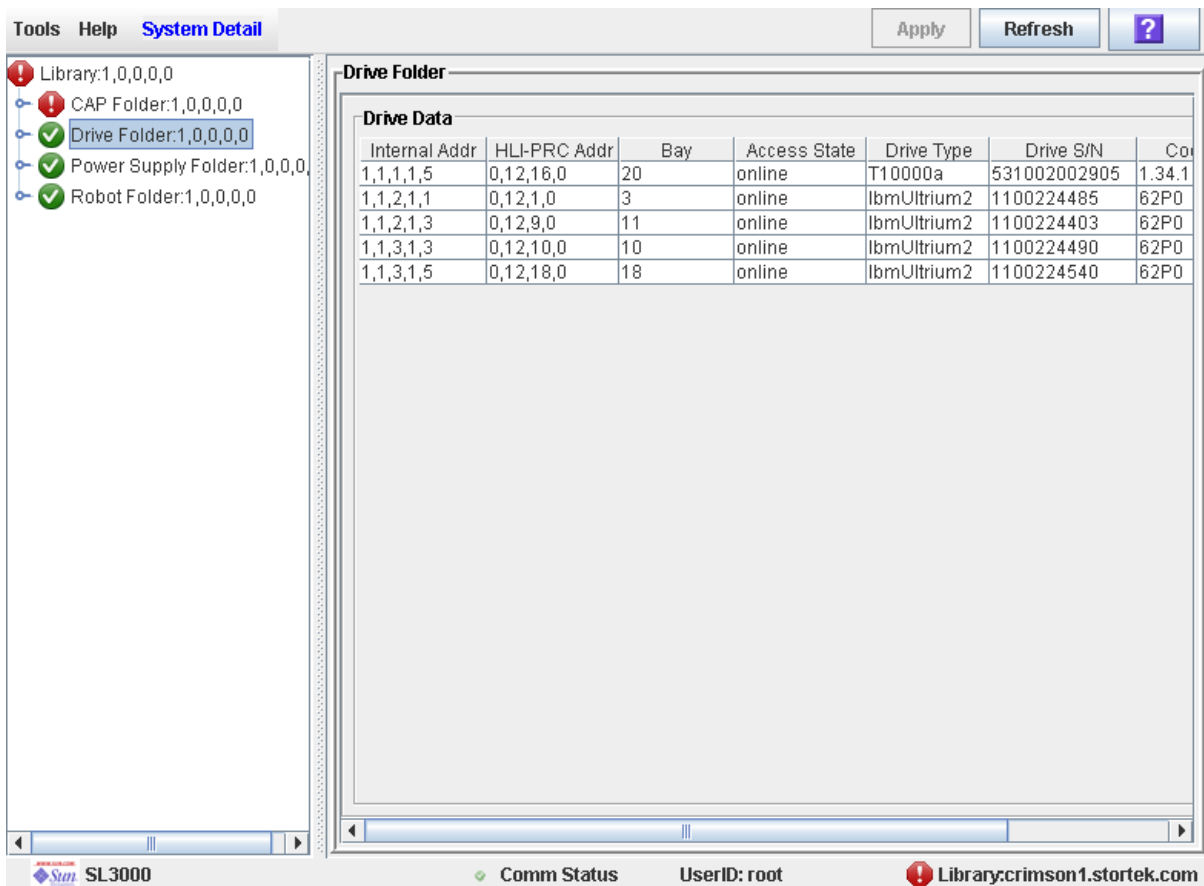 Tools Help System Detail Apply Refresh ?
Library:1,0,0,0,0
CAP Folder:1,0,0,0,0
Drive Folder:1,0,0,0,0
Power Supply Folder:1,0,0,0,
Robot Folder:1,0,0,0,0
Drive Folder
Drive Data
Internal Addr HLI-PRC Addr Bay Access State Drive Type Drive S/N Co
1,1,1,1,5 0,12,16,0 20 online T10000a 531002002905 1.34.1
1,1,2,1,1 0,12,1,0 3 online IbmUltrium2 1100224485 62P0
1,1,2,1,3 0,12,9,0 11 online IbmUltrium2 1100224403 62P0
1,1,3,1,3 0,12,10,0 10 online IbmUltrium2 1100224490 62P0
1,1,3,1,5 0,12,18,0 18 online IbmUltrium2 1100224540 62P0
Sun SL3000 Comm Status UserID: root Library:crimson1.stortek.com